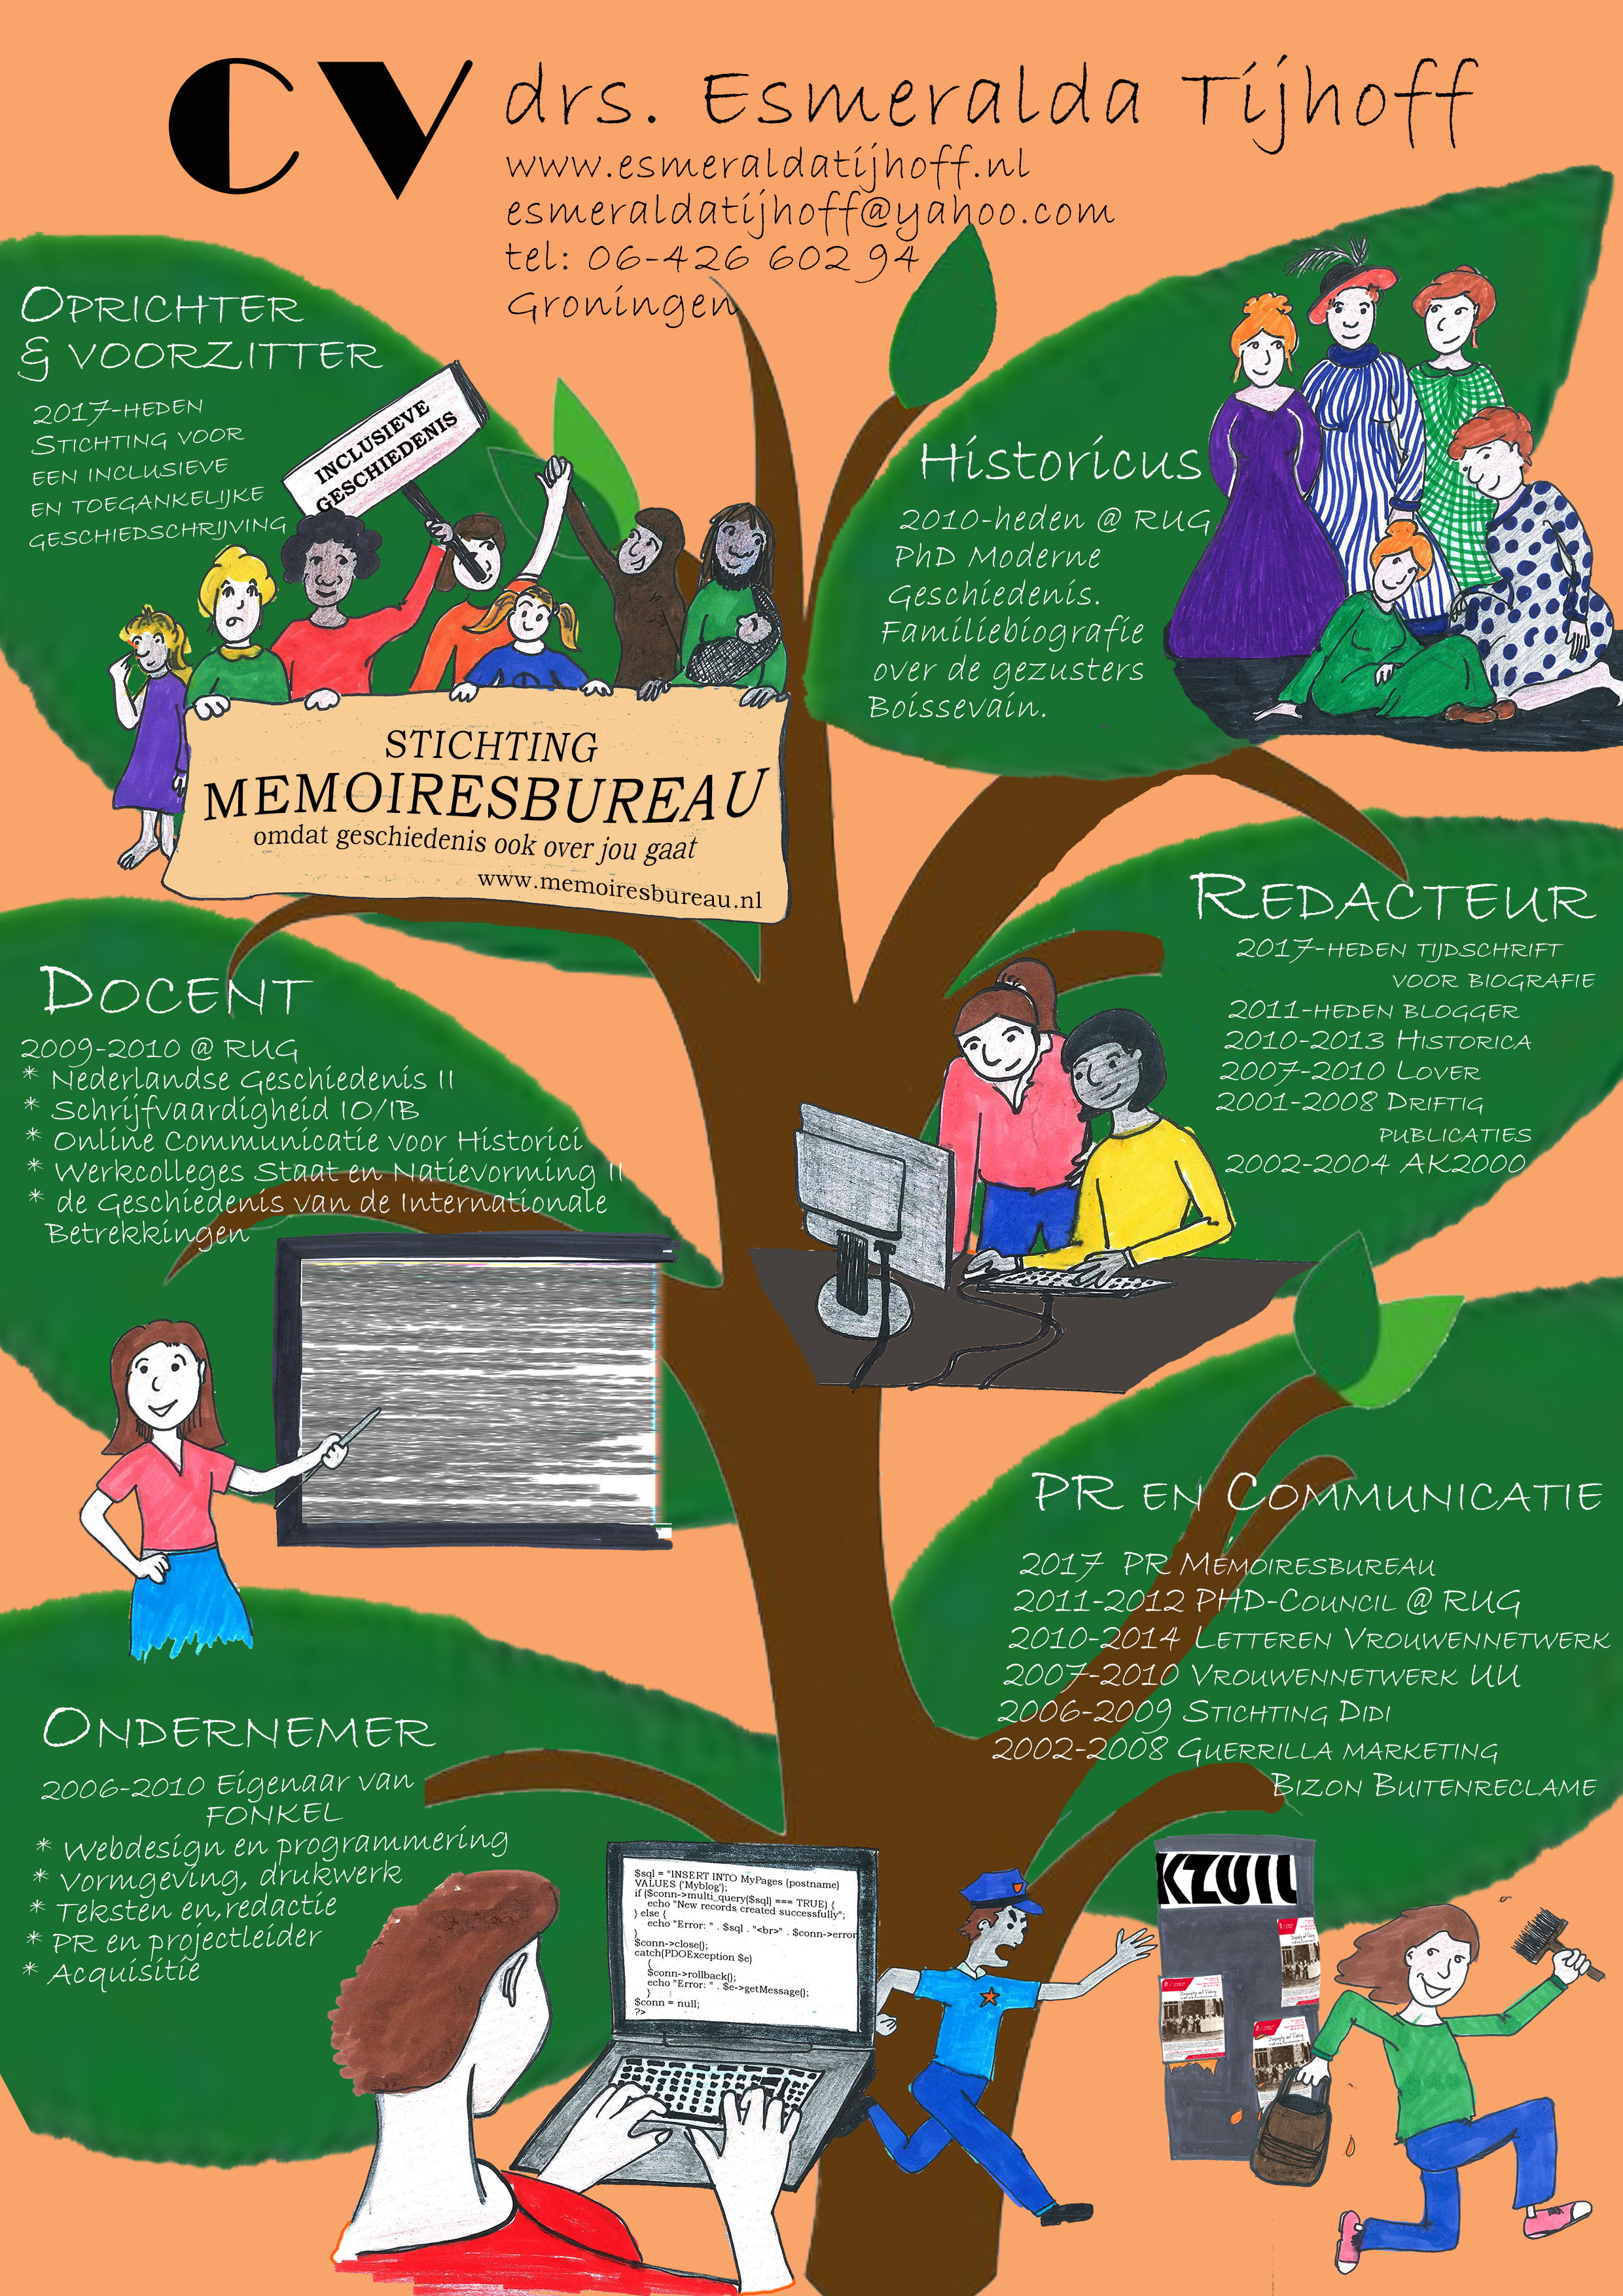 CV drs. Esmeralda Tijhoff
www.esmeraldatijhoff.nl
esmeraldatijhoff@yahoo.com
tel: 06-426 602 94
Groningen
OPRICHTER
& VOORZITTER
2017-HEDEN
STICHTING VOOR
EEN INCLUSIEVE
EN TOEGANKELIJKE
GESCHIEDSCHRIJVING
INCLUSIEVE
GESCHIEDENIS
STICHTING
MEMOIRESBUREAU
omdat geschiedenis ook over jou gaat
www.memoiresbureau.nl
Historicus
2010-heden @ RUG
PhD Moderne
Geschiedenis.
Familiebiografie
over de gezusters
Boissevain.
REDACTEUR
2017-HEDEN TIJDSCHRIFT
VOOR BIOGRAFIE
2011-HEDEN BLOGGER
2010-2013 HISTORICA
2007-2010 LOVER
2001-2008 DRIFTIG
PUBLICATIES
2002-2004 AK2000
DOCENT
2009-2010 @ RUG
* Nederlandse Geschiedenis II
* Schrijfvaardigheid IO/IB
* Online Communicatie voor Historici
* Werkcolleges Staat en Natievorming II
* de Geschiedenis van de Internationale
Betrekkingen
PR EN COMMUNICATIE
2017 PR MEMOIRESBUREAU
2011-2012 PHD-COUNCIL @ RUG
2010-2014 LETTEREN VROUWENNETWERK
2007-2010 VROUWENNETWERK UU
2006-2009 STICHTING DIDI
2002-2008 GUERRILLA MARKETING
BIZON BUITENRECLAME
ONDERNEMER
2006-2010 Eigenaar van
FONKEL
* Webdesign en programmering
* Vormgeving, drukwerk
* Teksten en,redactie
* PR en projectleider
* Acquisitie
$sql = "INSERT INTO MyPages (postname)
VALUES ('Myblog');
if ($conn->multi_query($sql) === TRUE) {
echo "New records created successfully";
} else {
echo "Error: " . $sql . "<br>" . $conn->error
}
$conn->close();
catch(PDOException $e)
{
$conn->rollback();
echo "Error: " . $e->getMessage();
}
$conn = null;
?>